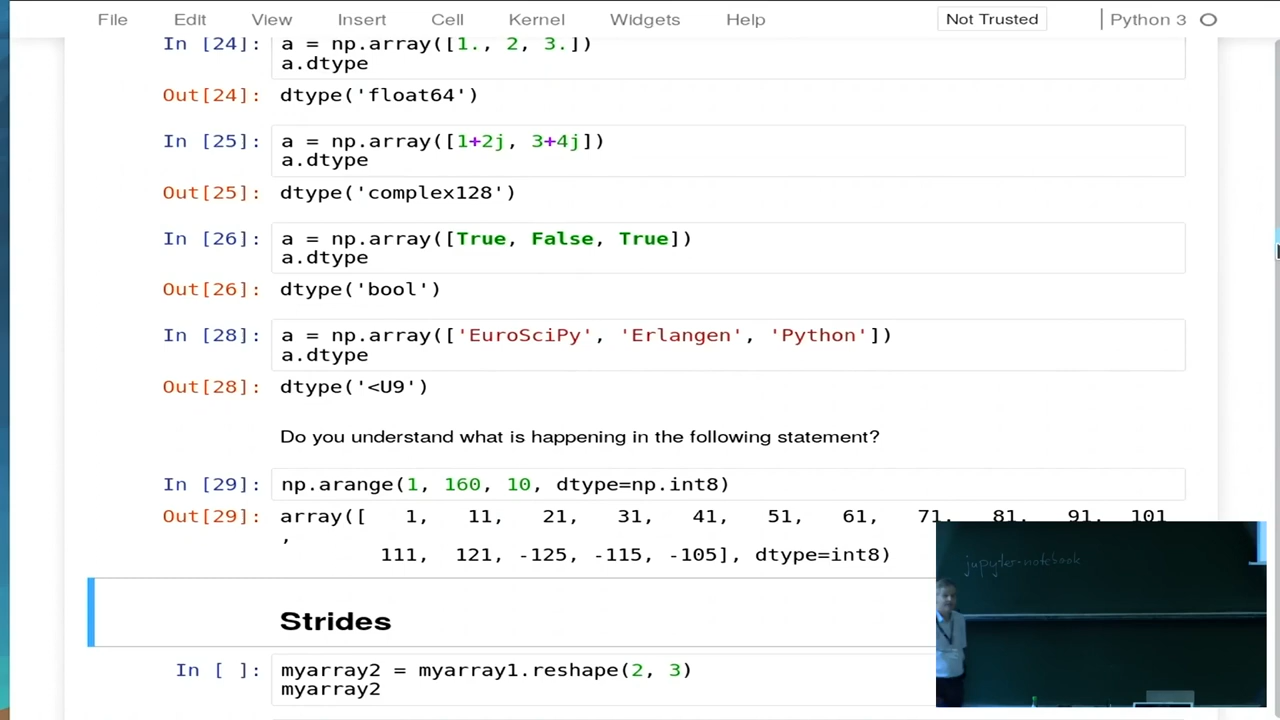 File Edit View Insert Cell Kernel Widgets Help Not Trusted Python 3
In [24]: a = np.array([1., 2, 3.])
a.dtype
Out[24]: dtype('float64')
In [25]: a = np.array([1+2j, 3+4j])
a.dtype
Out[25]: dtype('complex128')
In [26]: a = np.array([True, False, True])
a.dtype
Out[26]: dtype('bool')
In [28]: a = np.array(['EuroSciPy', 'Erlangen', 'Python'])
a.dtype
Out[28]: dtype('<U9')
Do you understand what is happening in the following statement?
In [29]: np.arange(1, 160, 10, dtype=np.int8)
Out[29]: array([ 1, 11, 21, 31, 41, 51, 61, 71, 81, 91, 101
,
111, 121, -125, -115, -105], dtype=int8)
jupyter-notebook
Strides
In [ ]: myarray2 = myarray1.reshape(2, 3)
myarray2